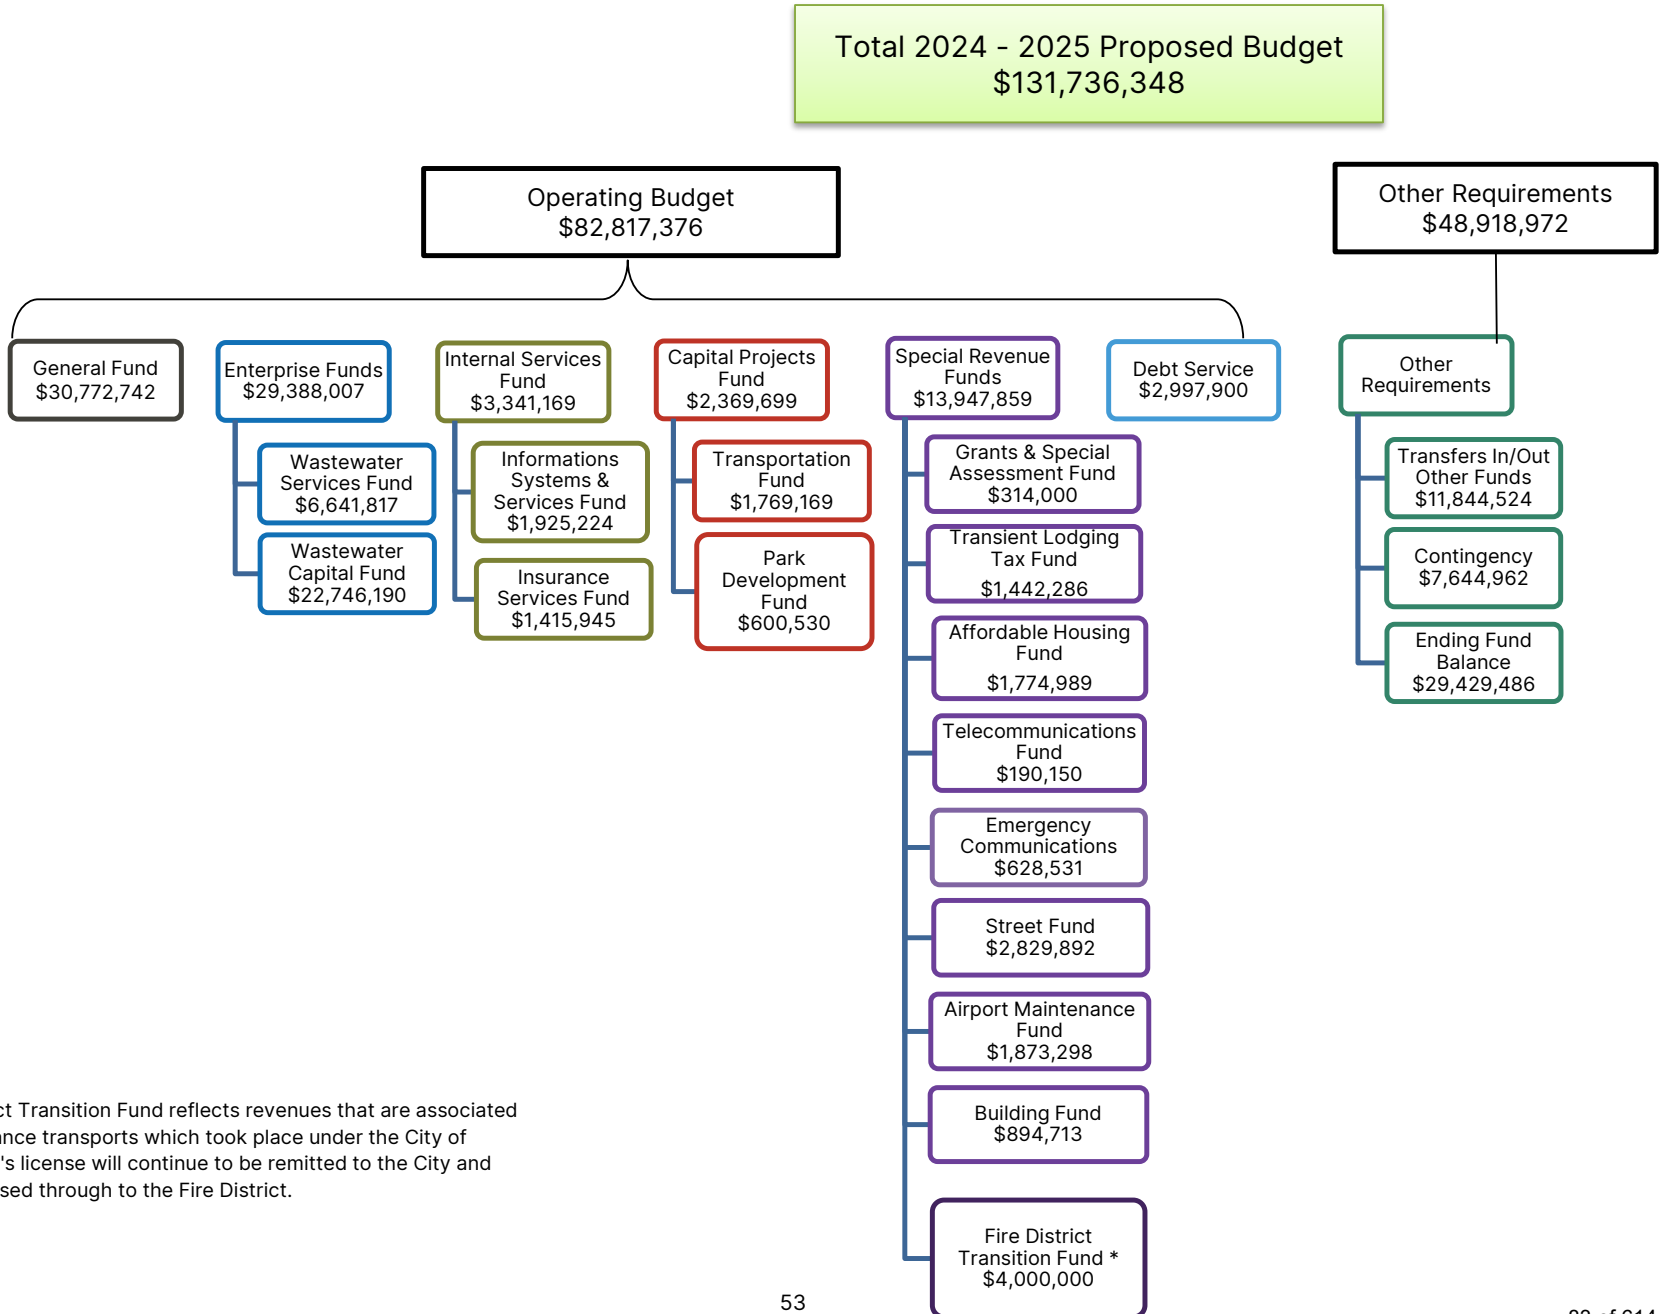 Total 2024 - 2025 Proposed Budget
$131,736,348
Operating Budget
$82,817,376
Other Requirements
$48,918,972
General Fund
$30,772,742
Enterprise Funds
$29,388,007
Wastewater
Services Fund
$6,641,817
Wastewater
Capital Fund
$22,746,190
Internal Services
Fund
$3,341,169
Informations
Systems &
Services Fund
$1,925,224
Insurance
Services Fund
$1,415,945
Capital Projects
Fund
$2,369,699
Transportation
Fund
$1,769,169
Park
Development
Fund
$600,530
Special Revenue
Funds
$13,947,859
Grants & Special
Assessment Fund
$314,000
Transient Lodging
Tax Fund
$1,442,286
Affordable Housing
Fund
$1,774,989
Telecommunications
Fund
$190,150
Emergency
Communications
$628,531
Street Fund
$2,829,892
Airport Maintenance
Fund
$1,873,298
Building Fund
$894,713
Fire District
Transition Fund *
$4,000,000
Debt Service
$2,997,900
Other
Requirements
Transfers In/Out
Other Funds
$11,844,524
Contingency
$7,644,962
Ending Fund
Balance
$29,429,486
Transition Fund reflects revenues that are associated
transports which took place under the City of
's license will continue to be remitted to the City and
through to the Fire District.
53